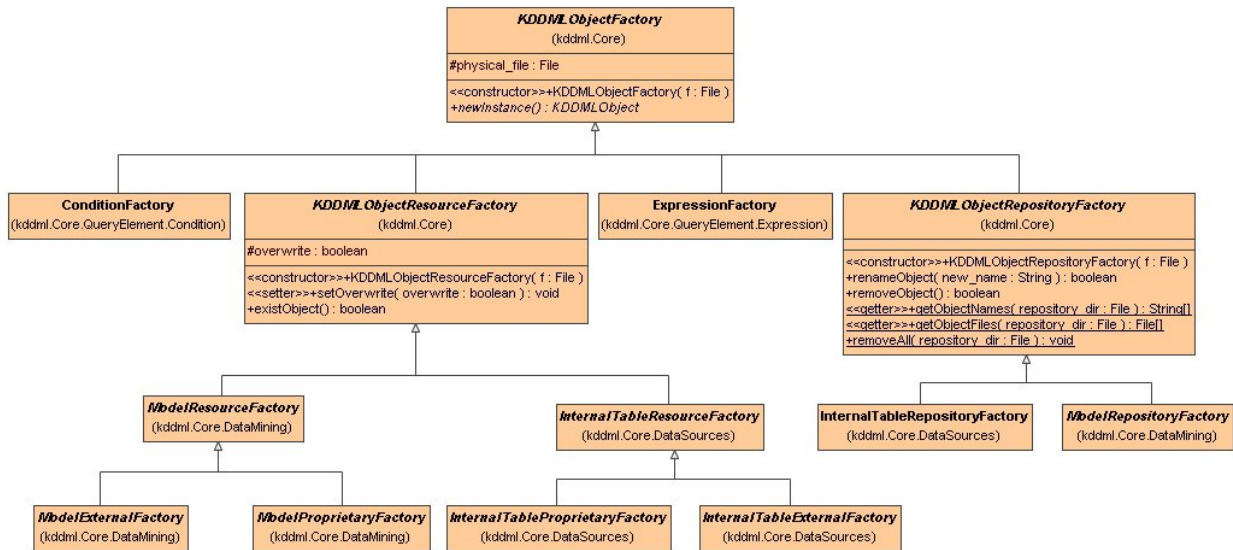 KDDMLObjectFactory
(kddml.Core)
#physical_file : File
<<constructor>>+KDDMLObjectFactory( f : File )
+newInstance() : KDDMLObject
ConditionFactory
(kddml.Core.QueryElement.Condition)
KDDMLObjectResourceFactory
(kddml.Core)
#overwrite : boolean
<<constructor>>+KDDMLObjectResourceFactory( f : File )
<<setter>>+setOverwrite( overwrite : boolean ) : void
+existObject() : boolean
ExpressionFactory
(kddml.Core.QueryElement.Expression)
KDDMLObjectRepositoryFactory
(kddml.Core)
<<constructor>>+KDDMLObjectRepositoryFactory( f : File )
+renameObject( new_name : String ) : boolean
+removeObject() : boolean
<<getter>>+getObjectNames( repository_dir : File ) : String[]
<<getter>>+getObjectFiles( repository_dir : File ) : File[]
+removeAll( repository_dir : File ) : void
ModelResourceFactory
(kddml.Core.DataMining)
InternalTableResourceFactory
(kddml.Core.DataSources)
InternalTableRepositoryFactory
(kddml.Core.DataSources)
ModelRepositoryFactory
(kddml.Core.DataMining)
ModelExternalFactory
(kddml.Core.DataMining)
ModelProprietaryFactory
(kddml.Core.DataMining)
InternalTableProprietaryFactory
(kddml.Core.DataSources)
InternalTableExternalFactory
(kddml.Core.DataSources)